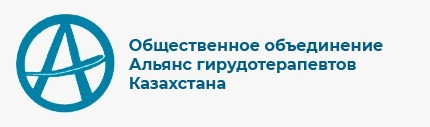 Общественное объединение
Альянс гирудотерапевтов
Казахстана